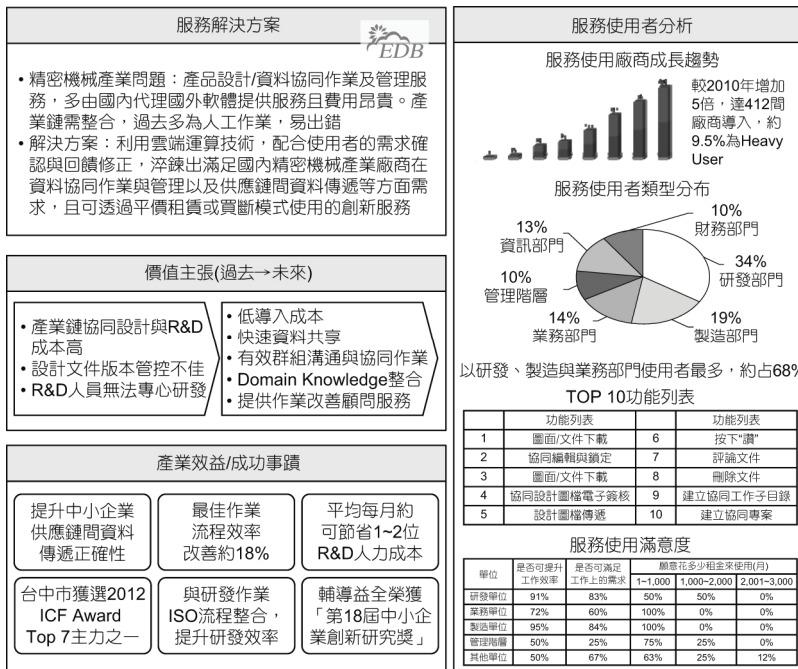 服務解決方案
EDB
• 精密機械產業問題：產品設計/資料協同作業及管理服
務，多由國內代理國外軟體提供服務且費用昂貴。產
業鏈需整合，過去多為人工作業，易出錯
• 解決方案：利用雲端運算技術，配合使用者的需求確
認與回饋修正，淬鍊出滿足國內精密機械產業廠商在
資料協同作業與管理以及供應鏈間資料傳遞等方面需
求，且可透過平價租賃或買斷模式使用的創新服務
價值主張(過去→未來)
• 產業鏈協同設計與R&D
成本高
• 設計文件版本管控不佳
• R&D人員無法專心研發
• 低導入成本
• 快速資料共享
• 有效群組溝通與協同作業
• Domain Knowledge整合
• 提供作業改善顧問服務
產業效益/成功事蹟
提升中小企業
供應鏈間資料
傳遞正確性
最佳作業
流程效率
改善約18%
平均每月約
可節省1~2位
R&D人力成本
台中市獲選2012
ICF Award
Top 7主力之一
與研發作業
ISO流程整合，
提升研發效率
輔導益全榮獲
「第18屆中小企
業創新研究獎」
服務使用者分析
服務使用廠商成長趨勢
較2010年增加
5倍，達412間
廠商導入，約
9.5%為Heavy
User
服務使用者類型分布
10%
財務部門
34%
研發部門
19%
製造部門
14%
業務部門
10%
管理階層
13%
資訊部門
以研發、製造與業務部門使用者最多，約占68%
TOP 10功能列表
功能列表 功能列表
1 圖面/文件下載 6 按下“讚”
2 協同編輯與鎖定 7 評論文件
3 圖面/文件下載 8 刪除文件
4 協同設計圖檔電子簽核 9 建立協同工作子目錄
5 設計圖檔傳遞 10 建立協同專案
服務使用滿意度
單位 是否可提升 是否可滿足 願意花多少租金來使用(月)
工作效率 工作上的需求 1~1,000 1,000~2,000 2,001~3,000
研發單位 91% 83% 50% 50% 0%
業務單位 72% 60% 100% 0% 0%
製造單位 95% 84% 100% 0% 0%
管理階層 50% 25% 75% 25% 0%
其他單位 50% 67% 63% 25% 12%